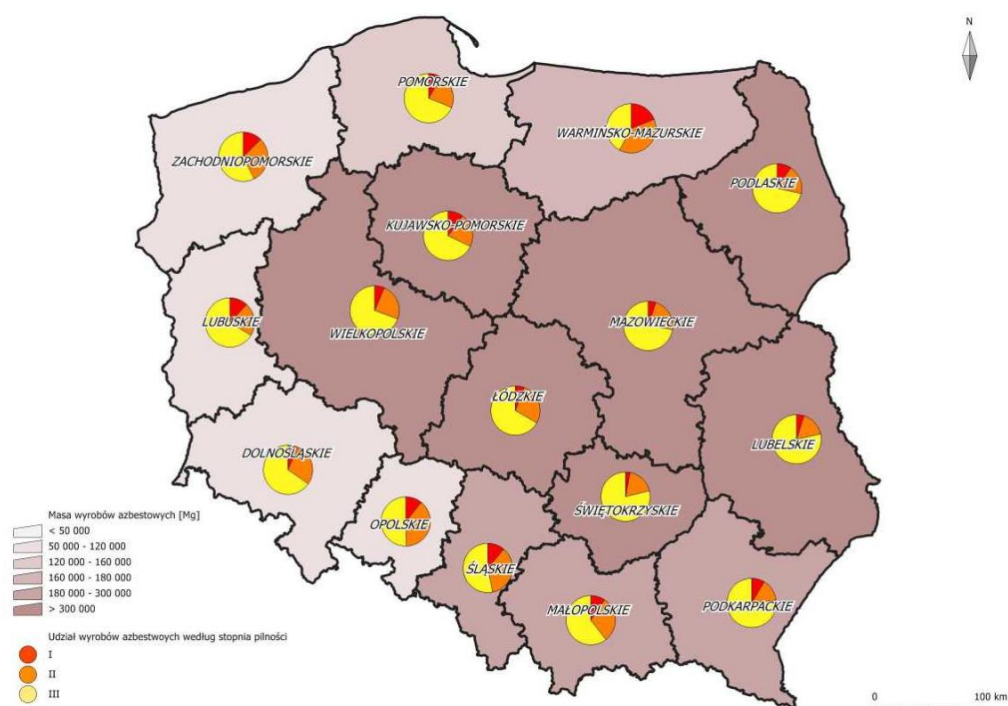 N
POMORSKIE
WARMIŃSKO-MAZURSKIE
ZACHODNIOPOMORSKIE
PODLASKIE
KUJAWSKO-POMORSKIE
LUBUSKIE
WIELKOPOLSKIE
MAZOWIECKIE
ŁÓDZKIE
LUBELSKIE
DOLNOŚLĄSKIE
ŚWIĘTOKRZYSKIE
OPOLSKIE
ŚLĄSKIE
MAŁOPOLSKIE
PODKARPACKIE
Masa wyrobów azbestowych [Mg]
< 50 000
50 000 - 120 000
120 000 - 160 000
160 000 - 180 000
180 000 - 300 000
> 300 000
Udział wyrobów azbestwoych według stopnia pilności
I
II
III
0 100 km